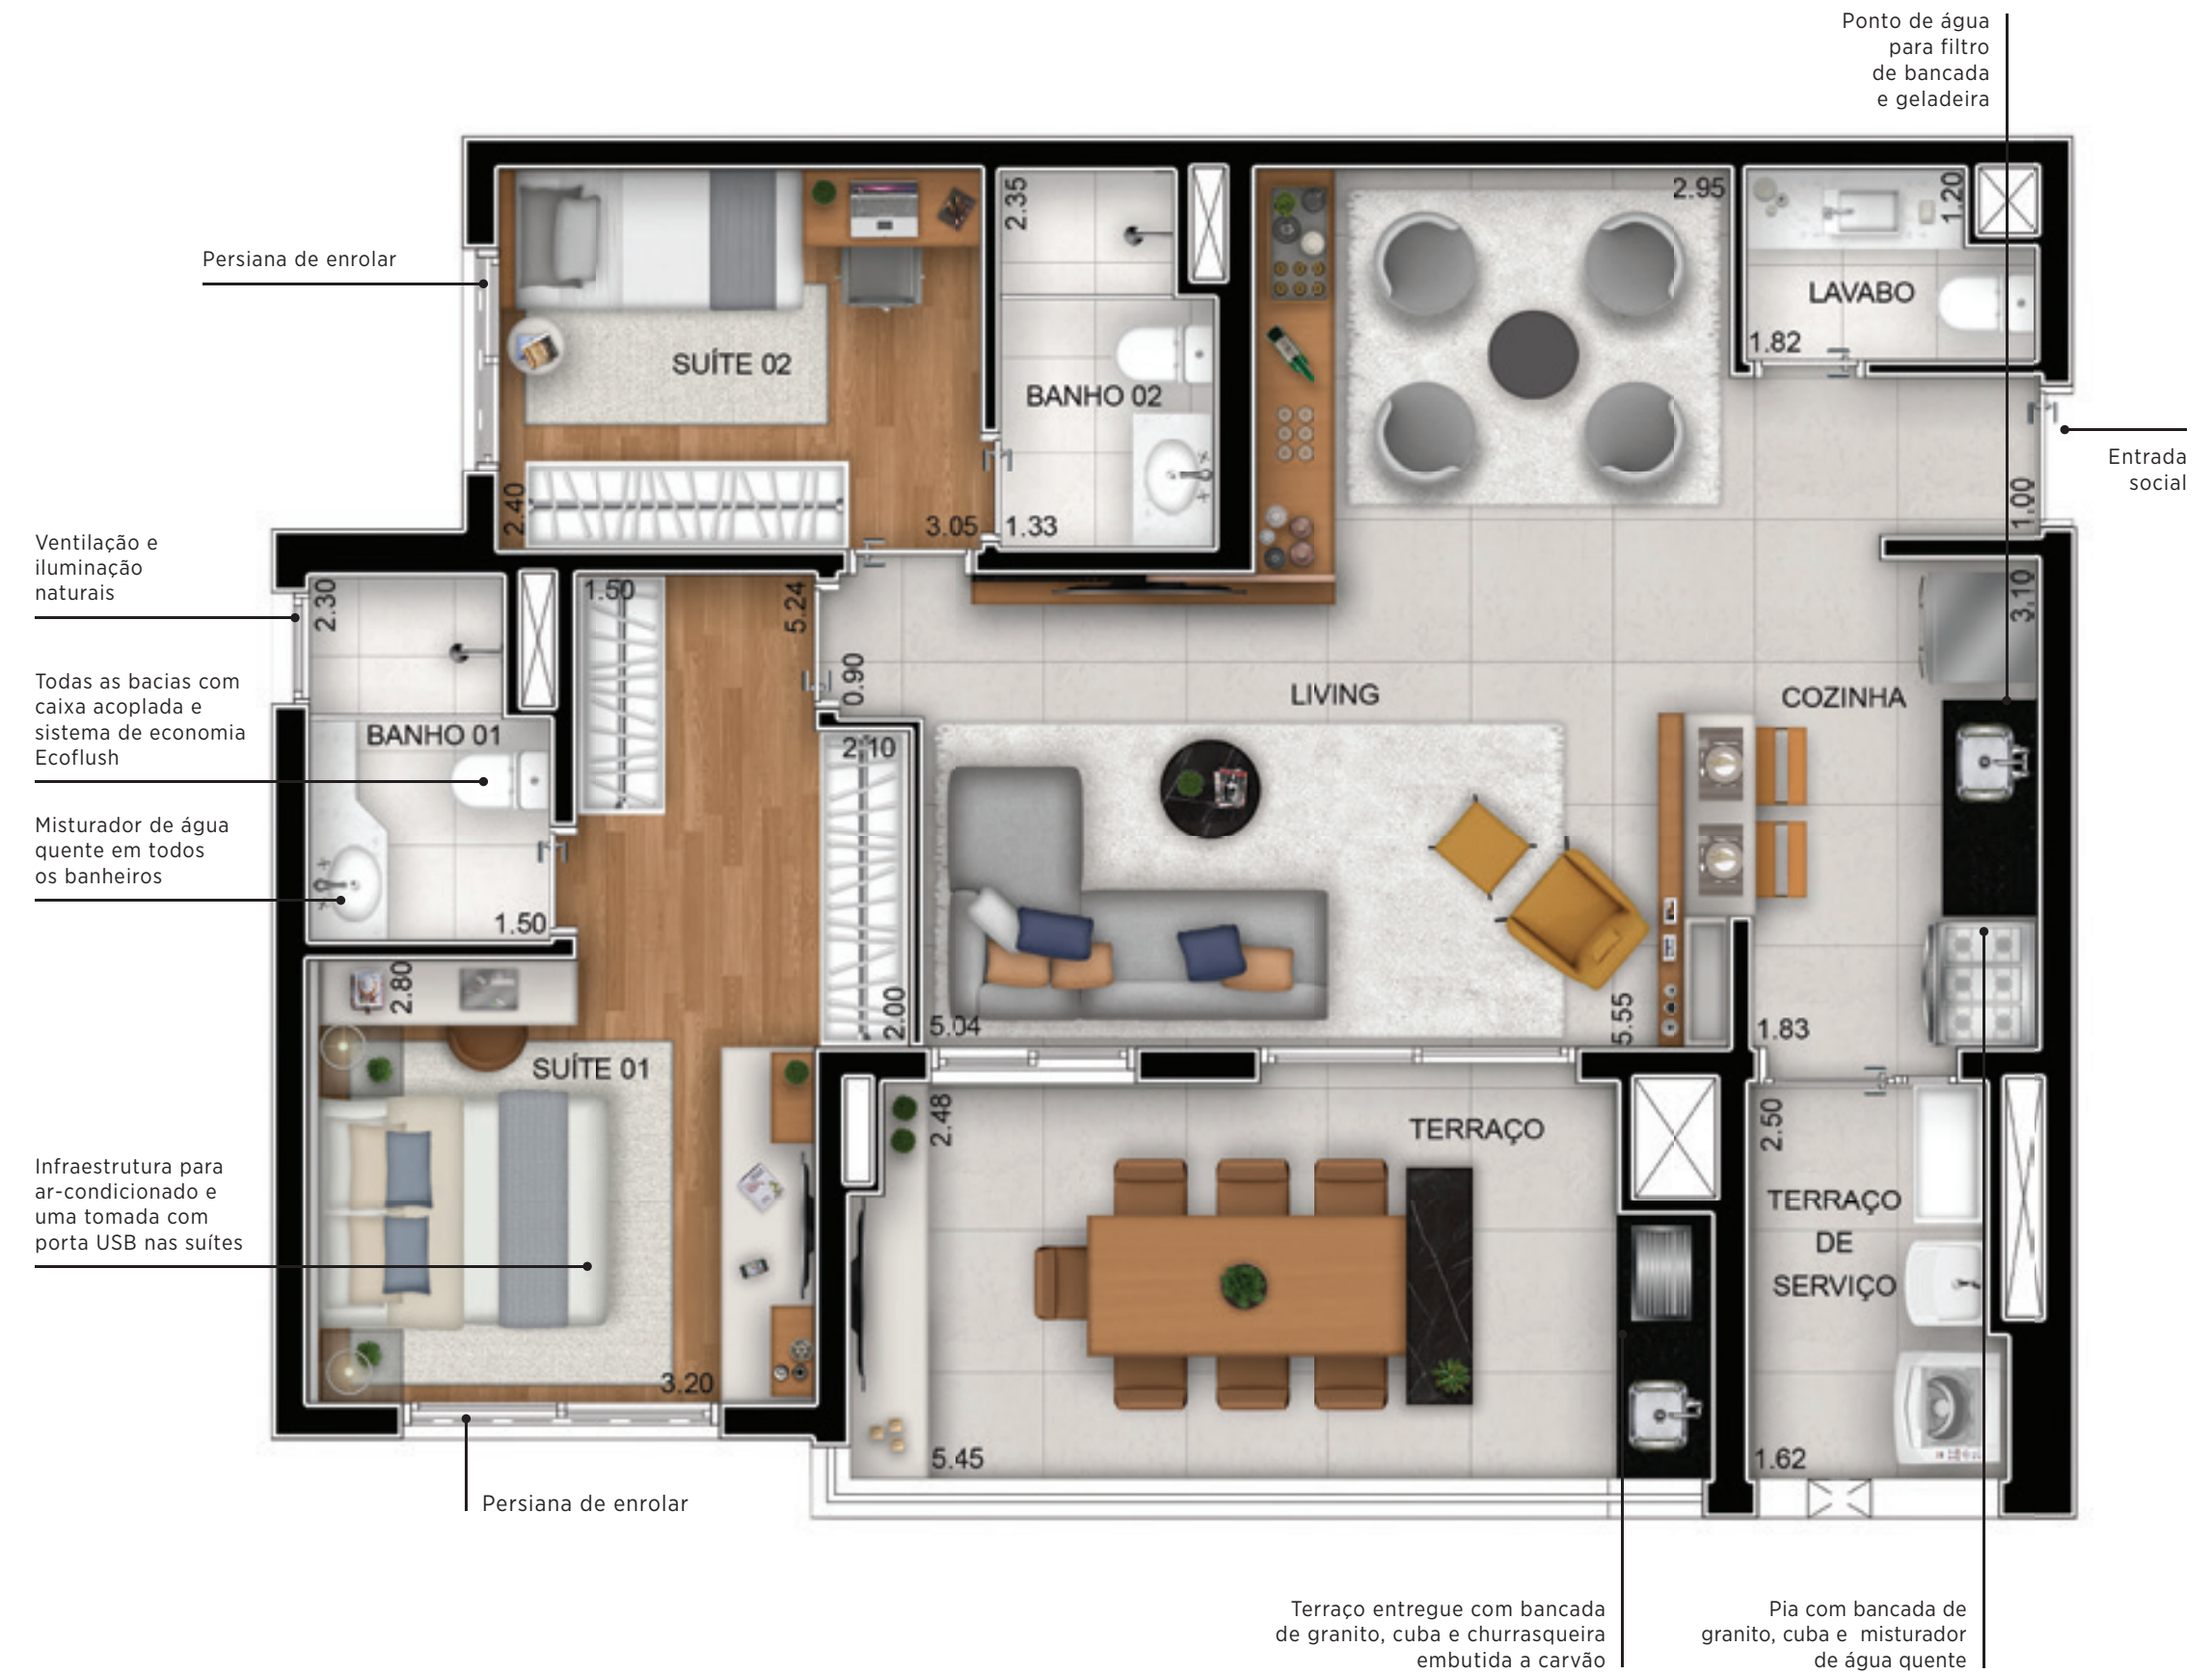 Ponto de água
para filtro
de bancada
e geladeira
Persiana de enrolar
2.35
2.95
1.20
LAVABO
1.82
SUÍTE 02
BANHO 02
Entrada
social
1.00
2.40
3.05
1.33
Ventilação e
iluminação
naturais
2.30
1.50
5.24
0.90
3.10
LIVING
COZINHA
Todas as bacias com
caixa acoplada e
sistema de economia
Ecoflush
BANHO 01
2.10
Misturador de água
quente em todos
os banheiros
1.50
2.80
2.00
5.04
5.55
1.83
SUÍTE 01
2.48
TERRAÇO
2.50
TERRAÇO
DE
SERVIÇO
Infraestrutura para
ar-condicionado e
uma tomada com
porta USB nas suítes
3.20
5.45
1.62
Persiana de enrolar
Terraço entregue com bancada
de granito, cuba e churrasqueira
embutida a carvão
Pia com bancada de
granito, cuba e misturador
de água quente